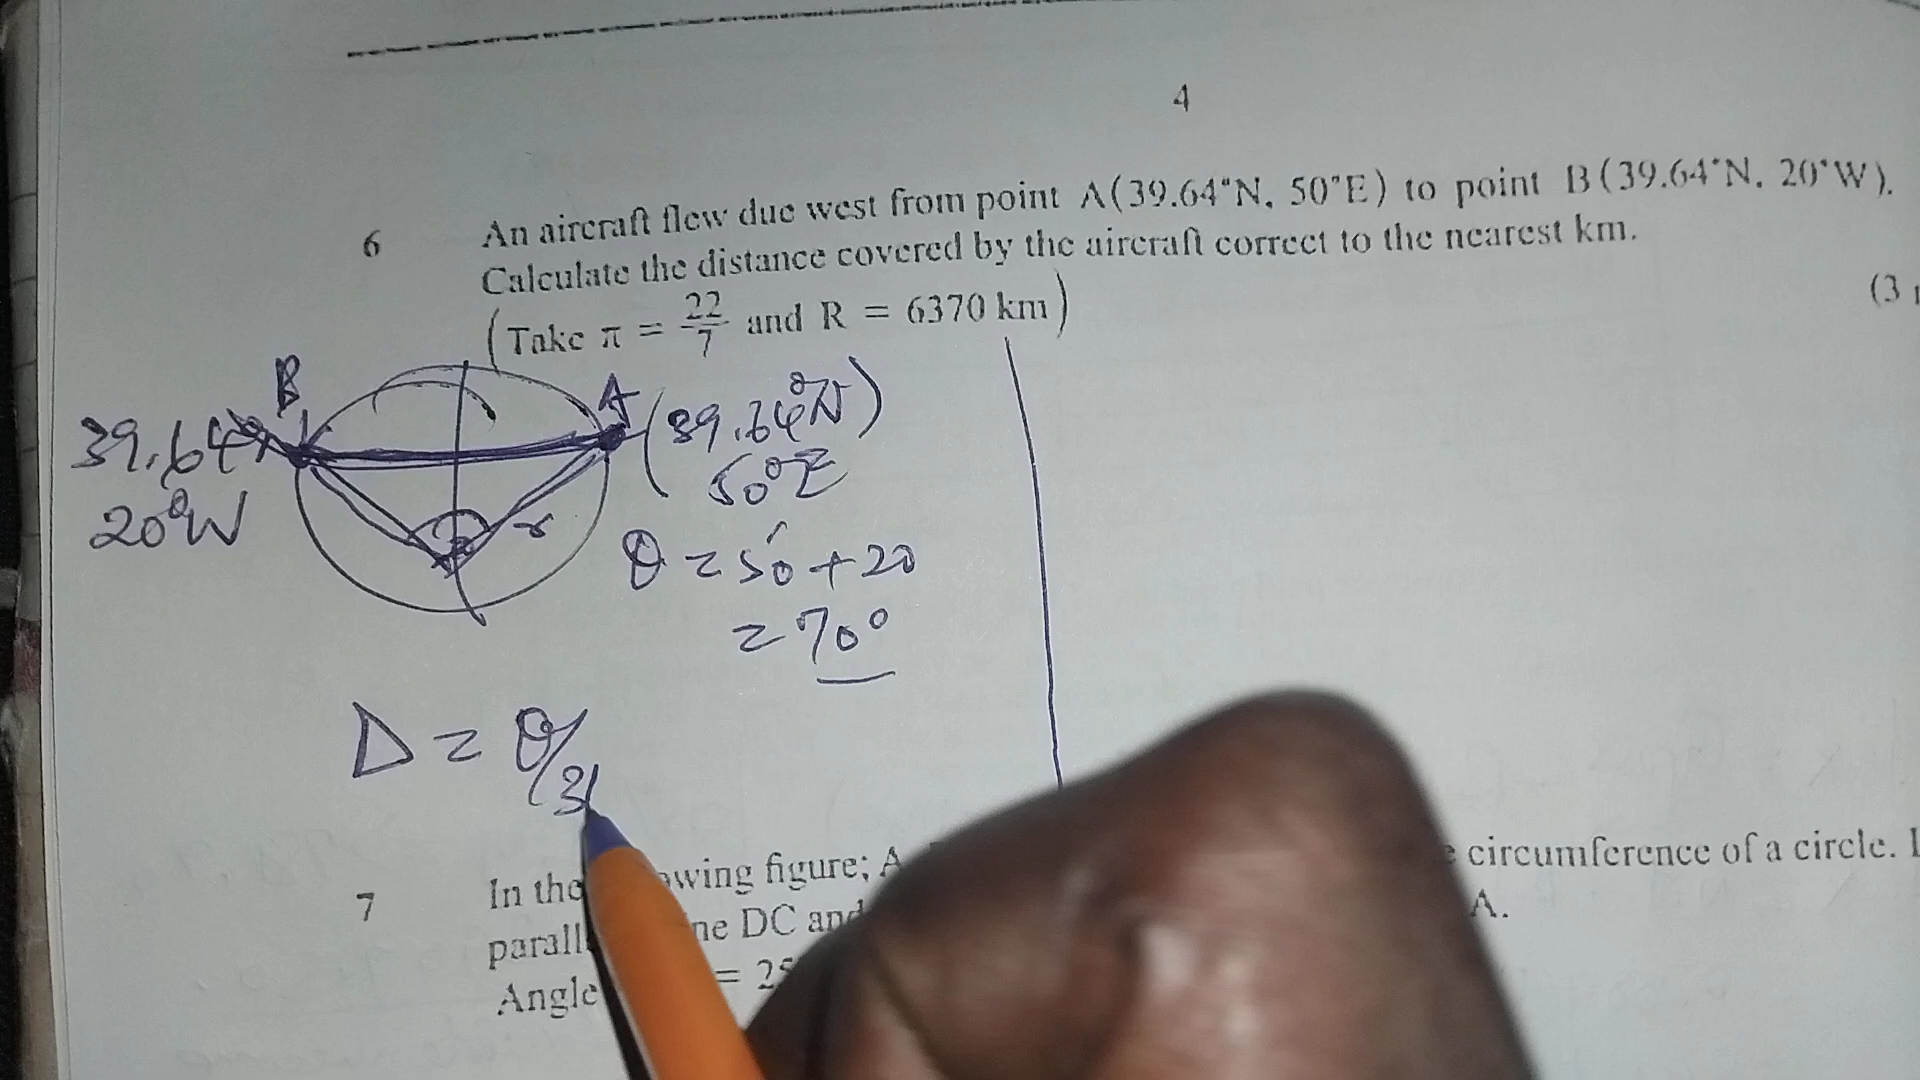 4
6 An aircraft flew due west from point A(39.64°N, 50°E) to point B(39.64°N, 20°W).
Calculate the distance covered by the aircraft correct to the nearest km.
(Take π = 22/7 and R = 6370 km)
(3
B
A
39.64°
20°W
(39.64°N)
50°E
r
θ = 50 + 20
= 70°
D = θ/3
7 In the wing figure; A circumference of a circle.
parall ne DC and A.
Angle = 25